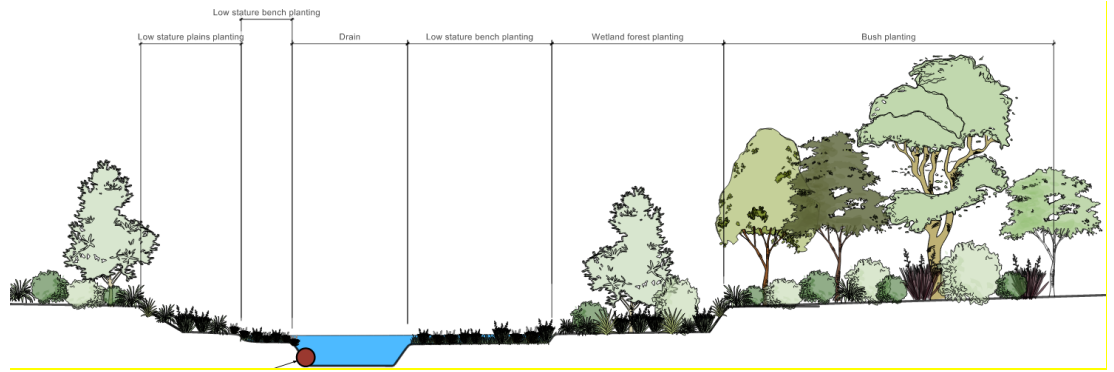 Low stature bench planting
Low stature plains planting
Drain
Low stature bench planting
Wetland forest planting
Bush planting